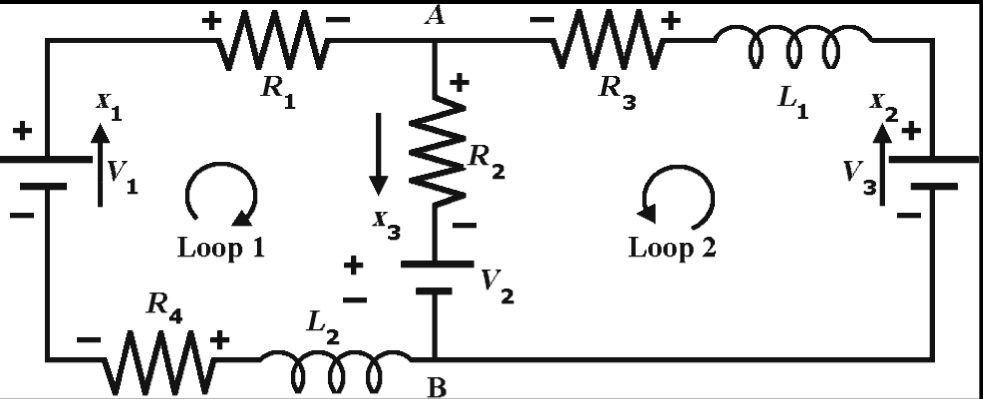 + − A − +
R1 R3 L1
x1 + x2
+ +
V1 R2 V3
− x3 − −
Loop 1 Loop 2
+ V2
−
R4 L2
− +
B